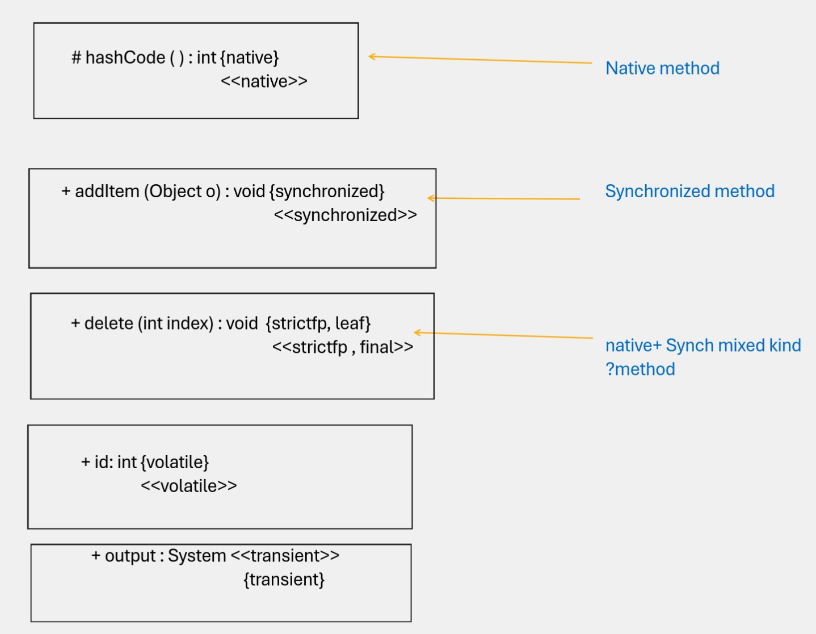 # hashCode ( ) : int {native}
<<native>>
Native method
+ addItem (Object o) : void {synchronized}
<<synchronized>>
Synchronized method
+ delete (int index) : void  {strictfp, leaf}
<<strictfp , final>>
native+ Synch mixed kind
?method
+ id: int {volatile}
<<volatile>>
+ output : System <<transient>>
{transient}